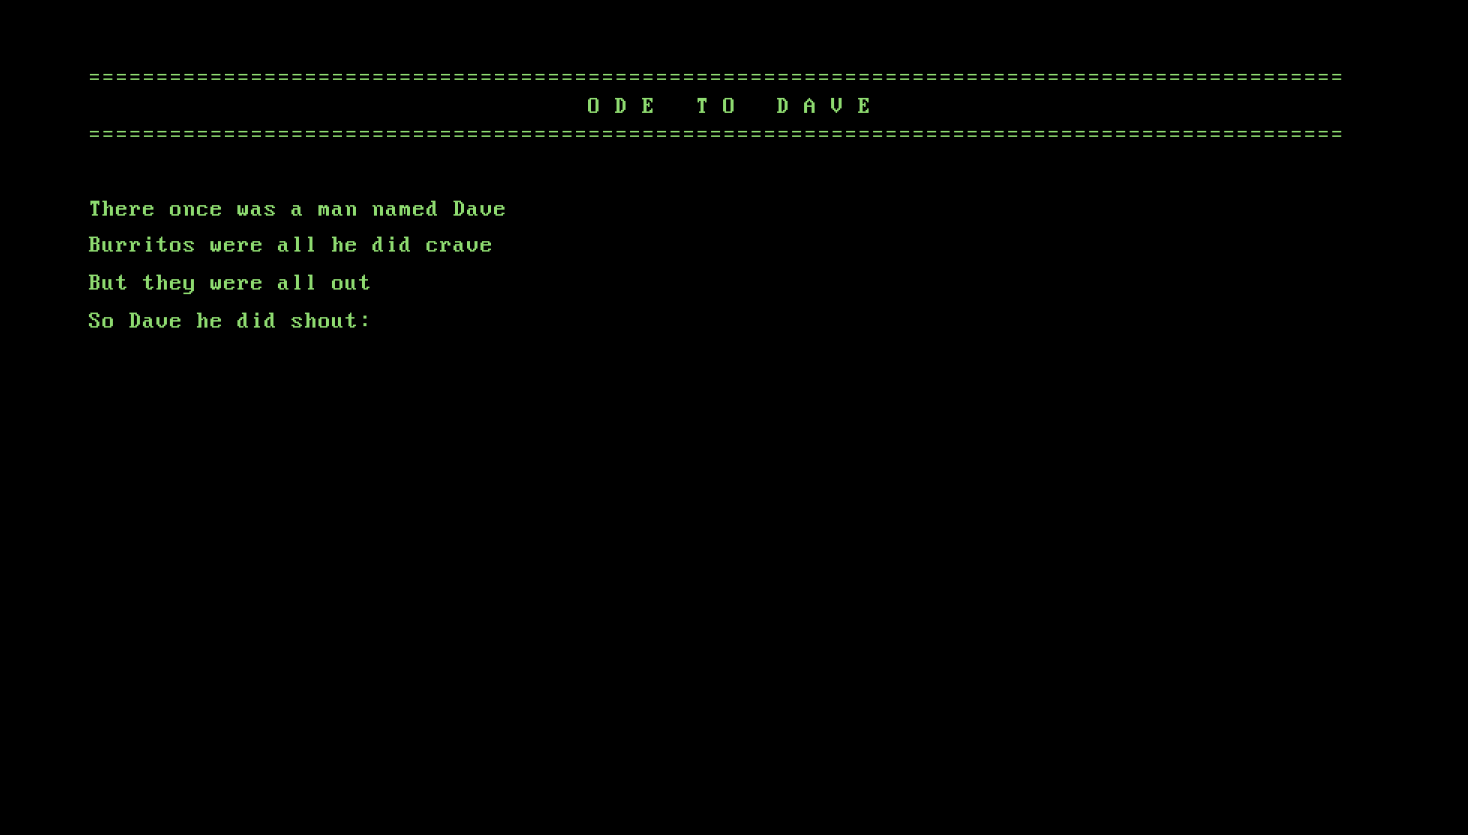 =============================================================================================
O D E   T O   D A V E
=============================================================================================
There once was a man named Dave
Burritos were all he did crave
But they were all out
So Dave he did shout: